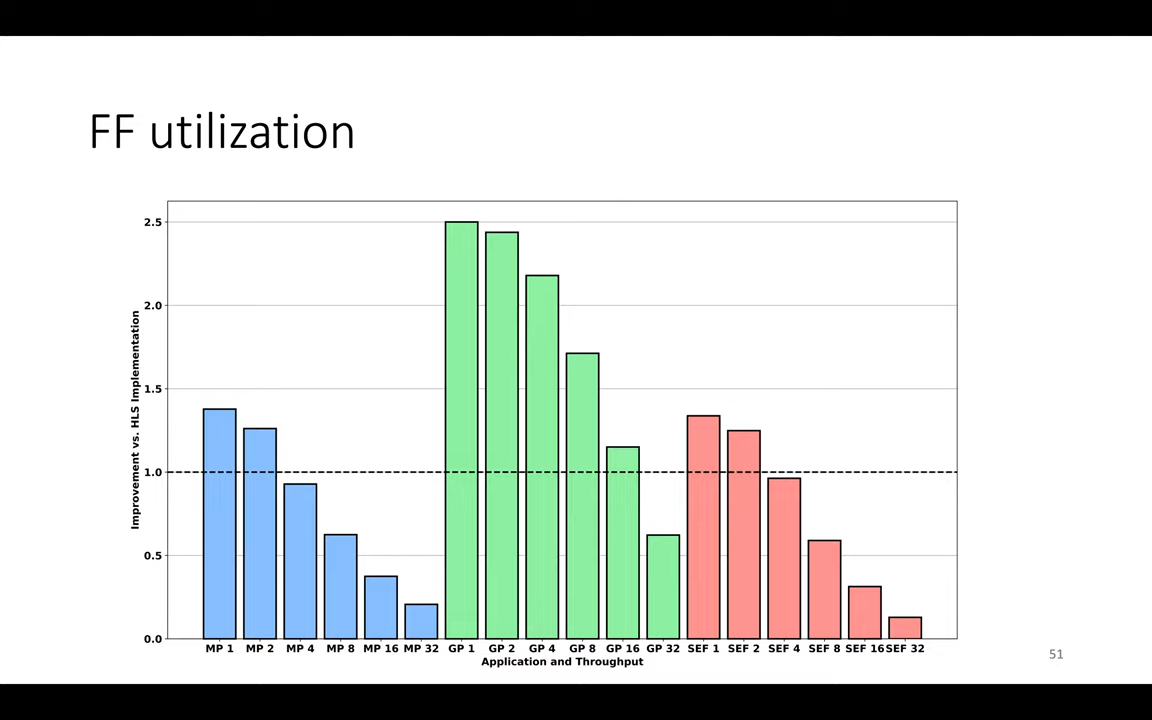 FF utilization
Improvement vs. HLS Implementation
2.5
2.0
1.5
1.0
0.5
0.0
MP 1 MP 2 MP 4 MP 8 MP 16 MP 32 GP 1 GP 2 GP 4 GP 8 GP 16 GP 32 SEF 1 SEF 2 SEF 4 SEF 8 SEF 16 SEF 32
Application and Throughput
51